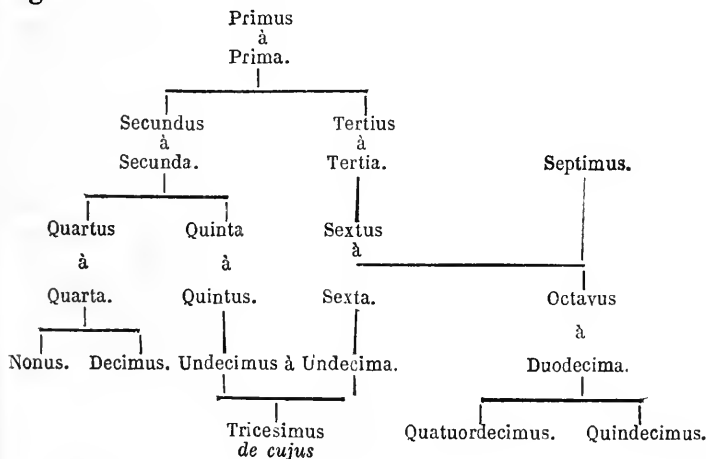 Primus
à
Prima.
Secundus Tertius
à à
Secunda. Tertia. Septimus.
Quartus Quinta Sextus
à à à
Quarta. Quintus. Sexta. Octavus
à
Nonus. Decimus. Undecimus à Undecima. Duodecima.
Tricesimus Quatuordecimus. Quindecimus.
de cujus